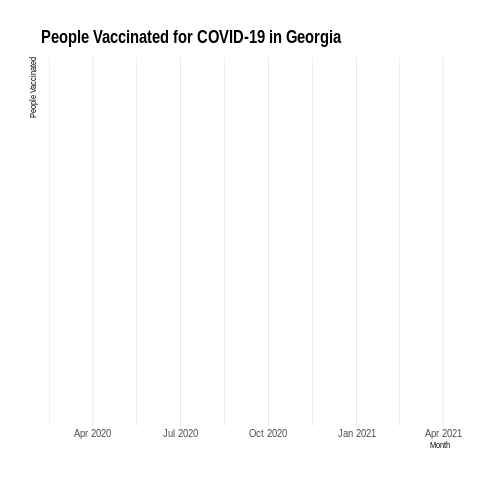 People Vaccinated for COVID-19 in Georgia
People Vaccinated
Apr 2020
Jul 2020
Oct 2020
Jan 2021
Apr 2021
Month